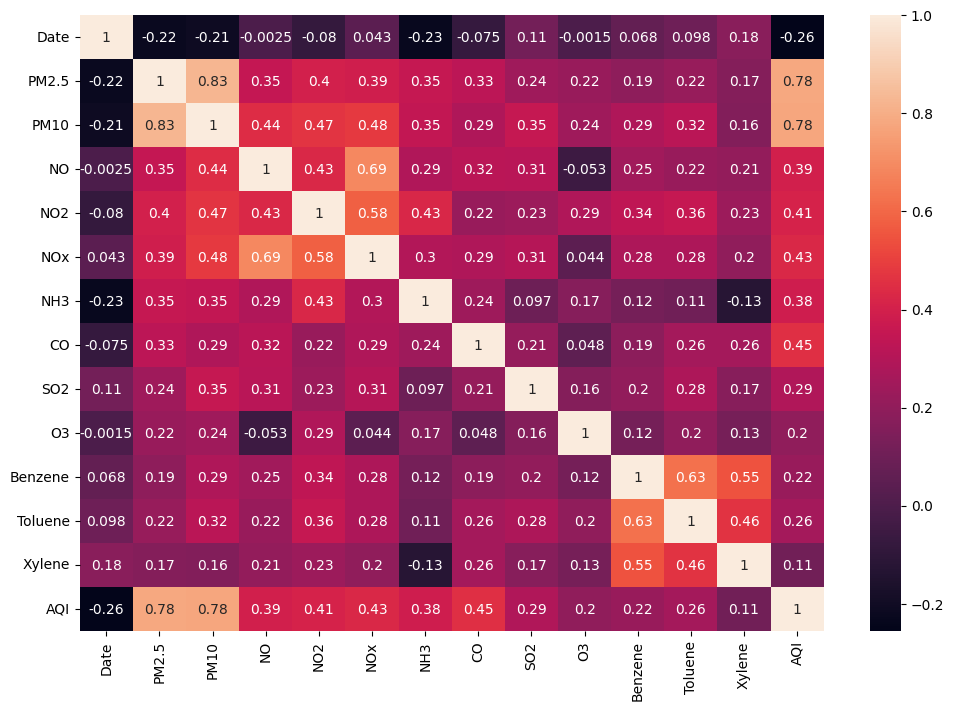 Date 1 -0.22 -0.21 -0.0025 -0.08 0.043 -0.23 -0.075 0.11 -0.0015 0.068 0.098 0.18 -0.26
PM2.5 -0.22 1 0.83 0.35 0.4 0.39 0.35 0.33 0.24 0.22 0.19 0.22 0.17 0.78
PM10 -0.21 0.83 1 0.44 0.47 0.48 0.35 0.29 0.35 0.24 0.29 0.32 0.16 0.78
NO -0.0025 0.35 0.44 1 0.43 0.69 0.29 0.32 0.31 -0.053 0.25 0.22 0.21 0.39
NO2 -0.08 0.4 0.47 0.43 1 0.58 0.43 0.22 0.23 0.29 0.34 0.36 0.23 0.41
NOx 0.043 0.39 0.48 0.69 0.58 1 0.3 0.29 0.31 0.044 0.28 0.28 0.2 0.43
NH3 -0.23 0.35 0.35 0.29 0.43 0.3 1 0.24 0.097 0.17 0.12 0.11 -0.13 0.38
CO -0.075 0.33 0.29 0.32 0.22 0.29 0.24 1 0.21 0.048 0.19 0.26 0.26 0.45
SO2 0.11 0.24 0.35 0.31 0.23 0.31 0.097 0.21 1 0.16 0.2 0.28 0.17 0.29
O3 -0.0015 0.22 0.24 -0.053 0.29 0.044 0.17 0.048 0.16 1 0.12 0.2 0.13 0.2
Benzene 0.068 0.19 0.29 0.25 0.34 0.28 0.12 0.19 0.2 0.12 1 0.63 0.55 0.22
Toluene 0.098 0.22 0.32 0.22 0.36 0.28 0.11 0.26 0.28 0.2 0.63 1 0.46 0.26
Xylene 0.18 0.17 0.16 0.21 0.23 0.2 -0.13 0.26 0.17 0.13 0.55 0.46 1 0.11
AQI -0.26 0.78 0.78 0.39 0.41 0.43 0.38 0.45 0.29 0.2 0.22 0.26 0.11 1
Date PM2.5 PM10 NO NO2 NOx NH3 CO SO2 O3 Benzene Toluene Xylene AQI
1.0
0.8
0.6
0.4
0.2
0.0
−0.2